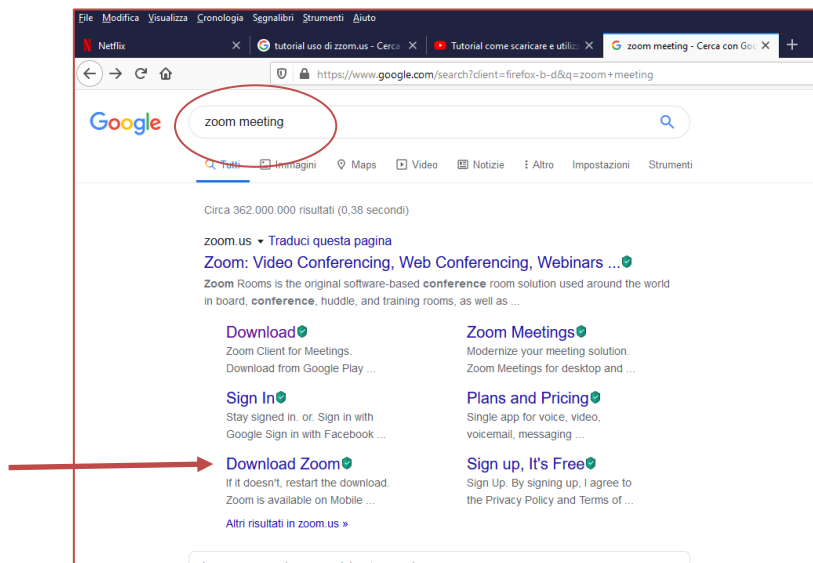 File Modifica Visualizza Cronologia Segnalibri Strumenti Aiuto
Netflix
tutorial uso di zzom.us - Cerca
Tutorial come scaricare e utiliz
zoom meeting - Cerca con Goo
https://www.google.com/search?client=firefox-b-d&q=zoom+meeting
Google
zoom meeting
Tutti Immagini Maps Video Notizie Altro Impostazioni Strumenti
Circa 362.000.000 risultati (0,38 secondi)
zoom.us Traduci questa pagina
Zoom: Video Conferencing, Web Conferencing, Webinars ...
Zoom Rooms is the original software-based conference room solution used around the world
in board, conference, huddle, and training rooms, as well as ...
Download
Zoom Client for Meetings.
Download from Google Play ...
Zoom Meetings
Modernize your meeting solution.
Zoom Meetings for desktop and ...
Sign In
Stay signed in. or. Sign in with
Google Sign in with Facebook ...
Plans and Pricing
Single app for voice, video,
voicemail, messaging ...
Download Zoom
If it doesn't, restart the download.
Zoom is available on Mobile ...
Sign up, It's Free
Sign Up. By signing up, I agree to
the Privacy Policy and Terms of ...
Altri risultati in zoom.us »